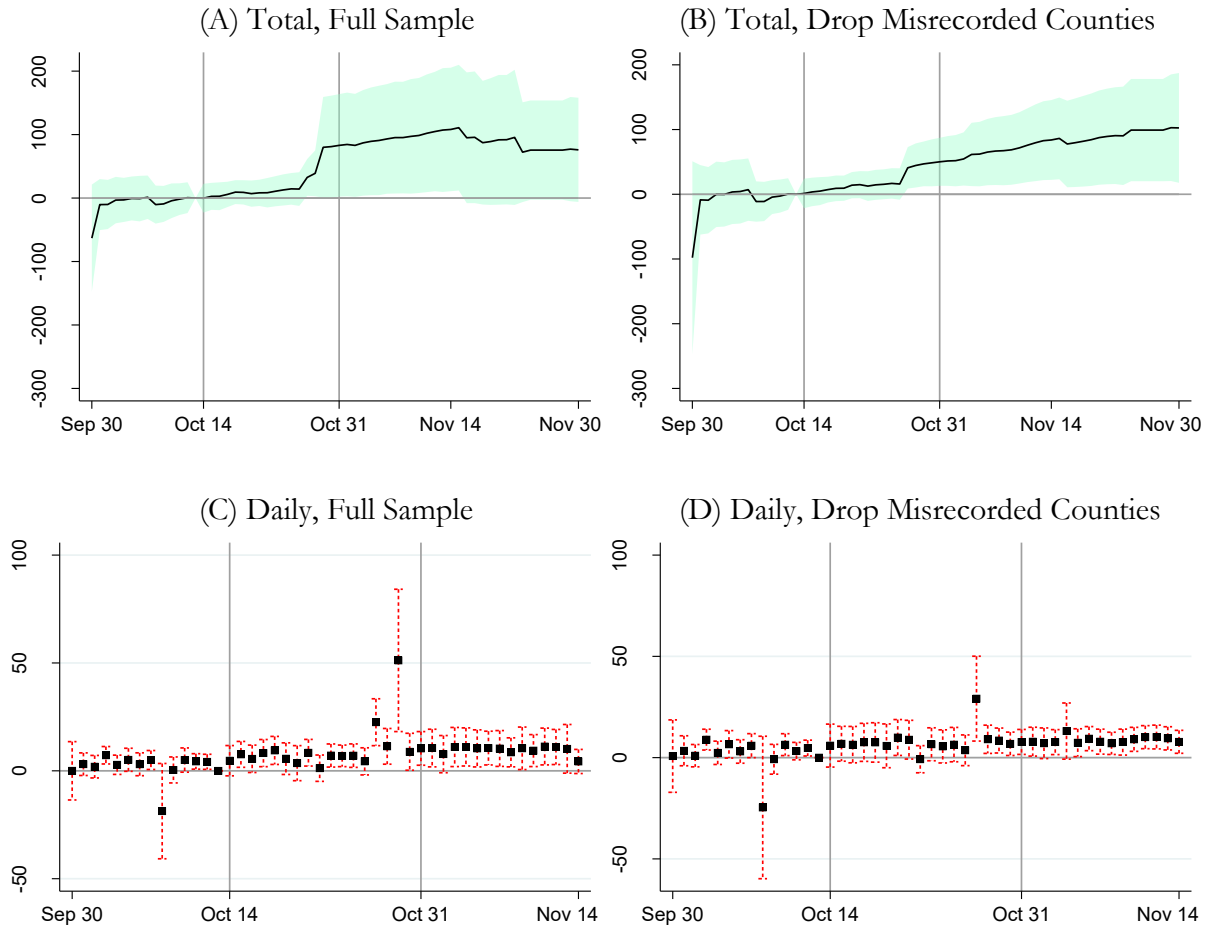 (A) Total, Full Sample
200
100
0
-100
-200
-300
Sep 30 Oct 14 Oct 31 Nov 14 Nov 30
(B) Total, Drop Misrecorded Counties
200
100
0
-100
-200
-300
Sep 30 Oct 14 Oct 31 Nov 14 Nov 30
(C) Daily, Full Sample
100
50
0
-50
Sep 30 Oct 14 Oct 31 Nov 14
(D) Daily, Drop Misrecorded Counties
100
50
0
-50
Sep 30 Oct 14 Oct 31 Nov 14